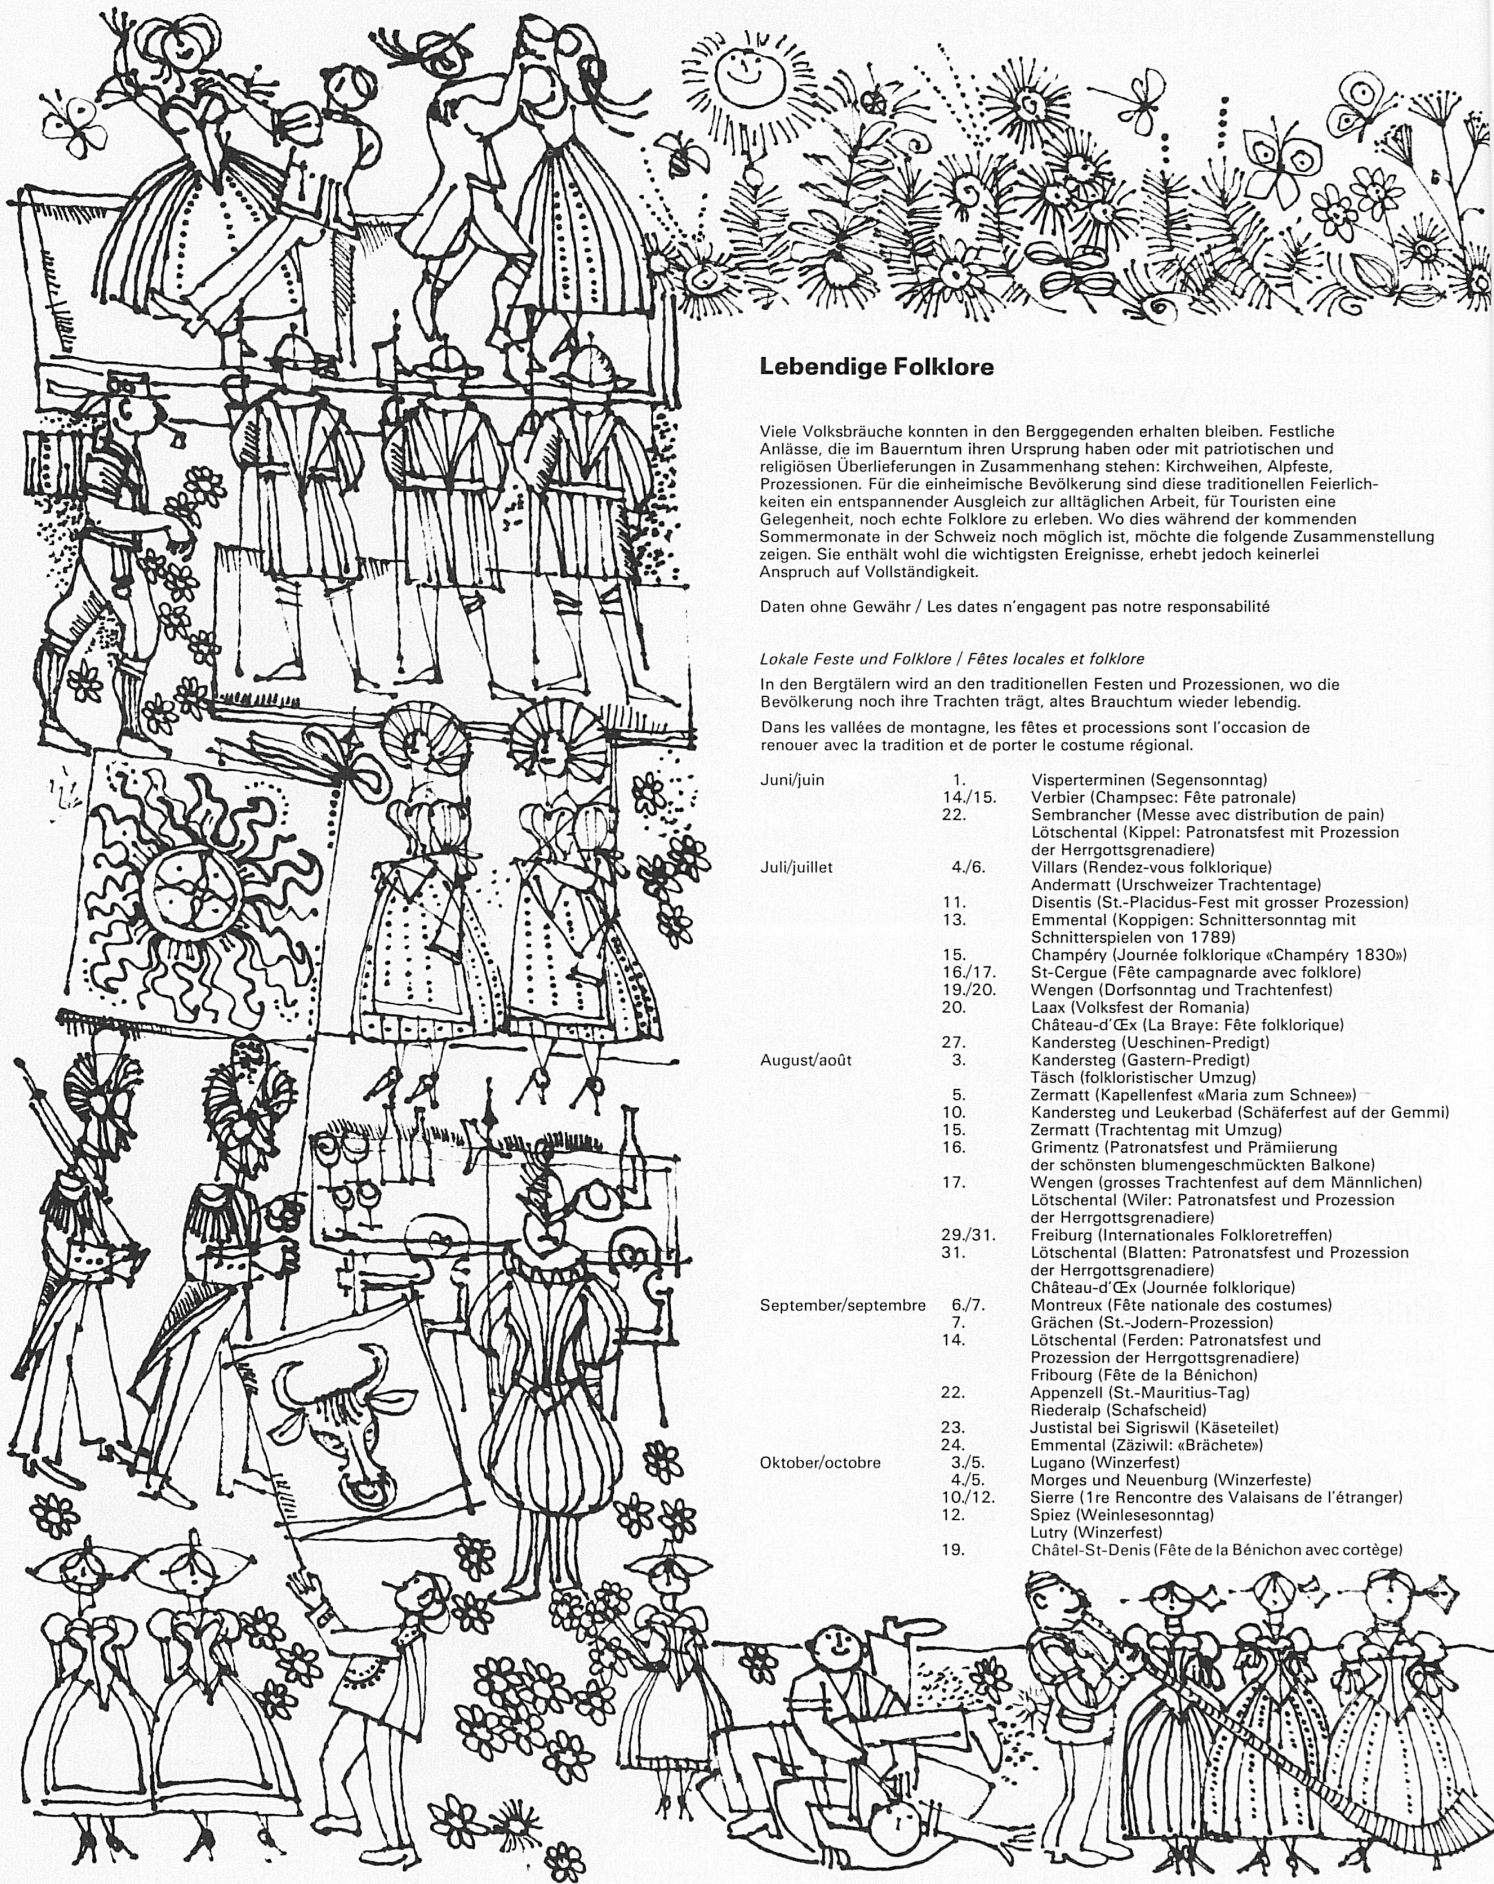 Lebendige Folklore
Viele Volksbräuche konnten in den Berggegenden erhalten bleiben. Festliche
Anlässe, die im Bauerntum ihren Ursprung haben oder mit patriotischen und
religiösen Überlieferungen in Zusammenhang stehen: Kirchweihen, Alpfeste,
Prozessionen. Für die einheimische Bevölkerung sind diese traditionellen Feierlich-
keiten ein entspannender Ausgleich zur alltäglichen Arbeit, für Touristen eine
Gelegenheit, noch echte Folklore zu erleben. Wo dies während der kommenden
Sommermonate in der Schweiz noch möglich ist, möchte die folgende Zusammenstellung
zeigen. Sie enthält wohl die wichtigsten Ereignisse, erhebt jedoch keinerlei
Anspruch auf Vollständigkeit.
Daten ohne Gewähr / Les dates n'engagent pas notre responsabilité
Lokale Feste und Folklore / Fêtes locales et folklore
In den Bergtälern wird an den traditionellen Festen und Prozessionen, wo die
Bevölkerung noch ihre Trachten trägt, altes Brauchtum wieder lebendig.
Dans les vallées de montagne, les fêtes et processions sont l'occasion de
renouer avec la tradition et de porter le costume régional.
Juni/juin 1. Visperterminen (Segensonntag)
14./15. Verbier (Champsec: Fête patronale)
22. Sembrancher (Messe avec distribution de pain)
Lötschental (Kippel: Patronatsfest mit Prozession
der Herrgottsgrenadiere)
Juli/juillet 4./6. Villars (Rendez-vous folklorique)
Andermatt (Urschweizer Trachtentage)
11. Disentis (St.-Placidus-Fest mit grosser Prozession)
13. Emmental (Koppigen: Schnittersonntag mit
Schnitterspielen von 1789)
15. Champéry (Journée folklorique «Champéry 1830»)
16./17. St-Cergue (Fête campagnarde avec folklore)
19./20. Wengen (Dorfsonntag und Trachtenfest)
20. Laax (Volksfest der Romania)
Château-d'Œx (La Braye: Fête folklorique)
27. Kandersteg (Ueschinen-Predigt)
August/août 3. Kandersteg (Gastern-Predigt)
Täsch (folkloristischer Umzug)
5. Zermatt (Kapellenfest «Maria zum Schnee»)
10. Kandersteg und Leukerbad (Schäferfest auf der Gemmi)
15. Zermatt (Trachtentag mit Umzug)
16. Grimentz (Patronatsfest und Prämiierung
der schönsten blumengeschmückten Balkone)
17. Wengen (grosses Trachtenfest auf dem Männlichen)
Lötschental (Wiler: Patronatsfest und Prozession
der Herrgottsgrenadiere)
29./31. Freiburg (Internationales Folkloretreffen)
31. Lötschental (Blatten: Patronatsfest und Prozession
der Herrgottsgrenadiere)
Château-d'Œx (Journée folklorique)
September/septembre 6./7. Montreux (Fête nationale des costumes)
7. Grächen (St.-Jodern-Prozession)
14. Lötschental (Ferden: Patronatsfest und
Prozession der Herrgottsgrenadiere)
Fribourg (Fête de la Bénichon)
22. Appenzell (St.-Mauritius-Tag)
Riederalp (Schafscheid)
23. Justistal bei Sigriswil (Käseteilet)
24. Emmental (Zäziwil: «Brächete»)
Oktober/octobre 3./5. Lugano (Winzerfest)
4./5. Morges und Neuenburg (Winzerfeste)
10./12. Sierre (1re Rencontre des Valaisans de l'étranger)
12. Spiez (Weinlesesonntag)
Lutry (Winzerfest)
19. Châtel-St-Denis (Fête de la Bénichon avec cortège)